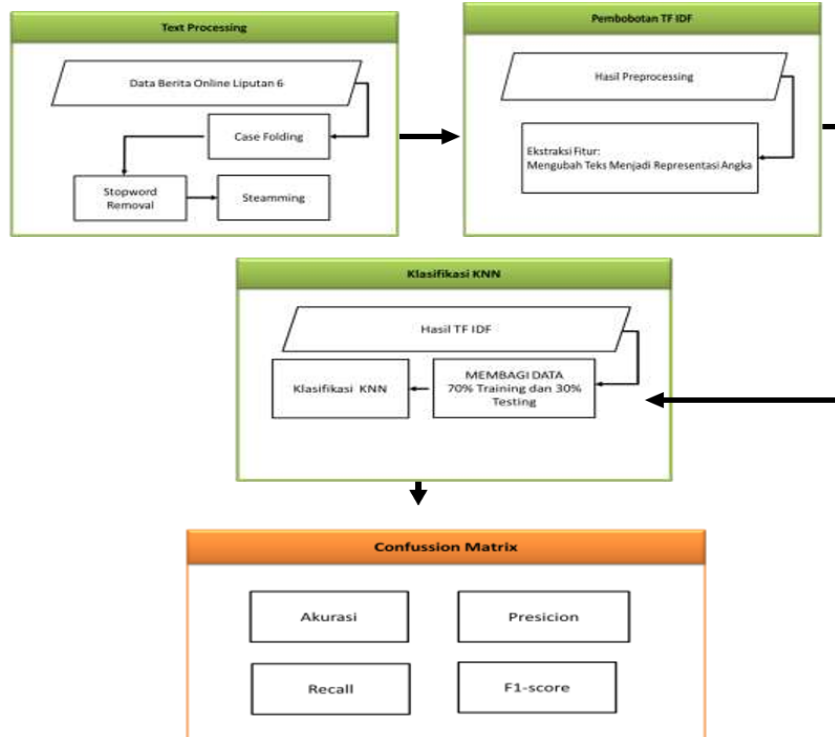 Text Processing
Data Berita Online Liputan 6
Case Folding
Stopword
Removal
Steamming
Pembobotan TF IDF
Hasil Preprocessing
Ekstraksi Fitur:
Mengubah Teks Menjadi Representasi Angka
Klasifikasi KNN
Hasil TF IDF
MEMBAGI DATA
70% Training dan 30%
Testing
Klasifikasi KNN
Confussion Matrix
Akurasi
Presicion
Recall
F1-score